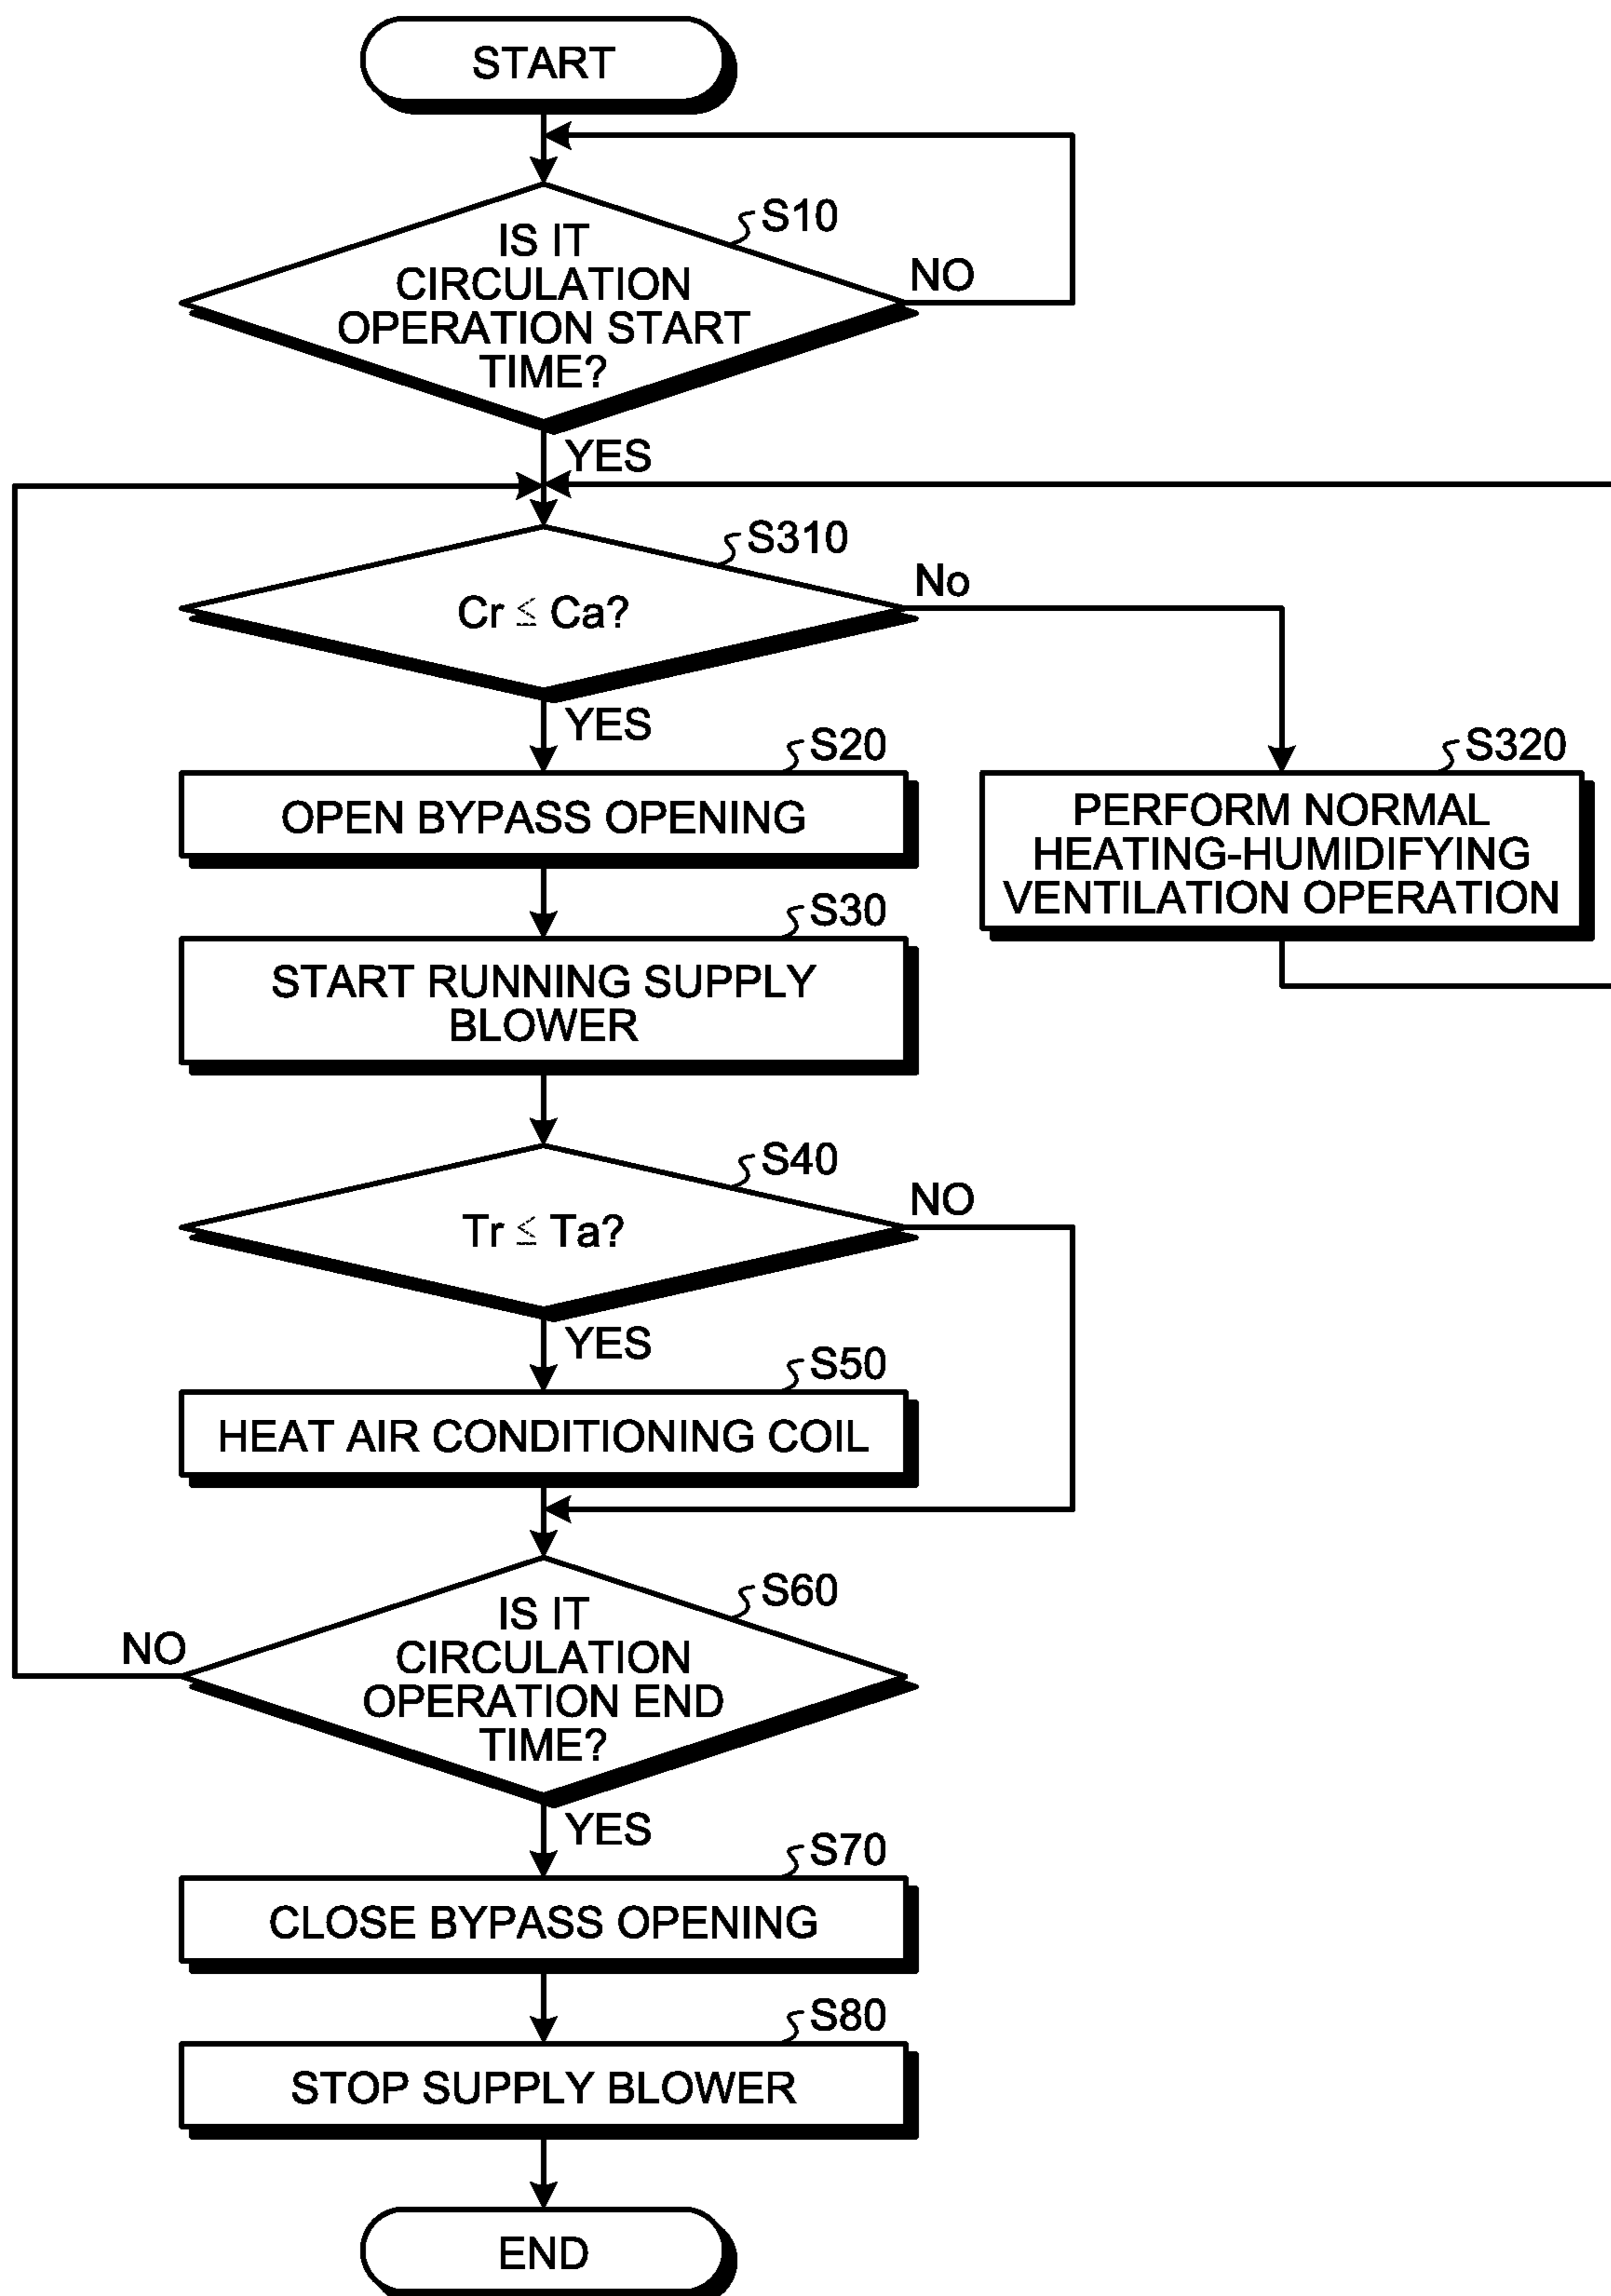 START
S10
IS IT
CIRCULATION
OPERATION START
TIME?
NO
YES
S310
Cr ≦ Ca?
No
YES
S20
OPEN BYPASS OPENING
S320
PERFORM NORMAL
HEATING-HUMIDIFYING
VENTILATION OPERATION
S30
START RUNNING SUPPLY
BLOWER
S40
Tr ≦ Ta?
NO
YES
S50
HEAT AIR CONDITIONING COIL
S60
IS IT
CIRCULATION
OPERATION END
TIME?
NO
YES
S70
CLOSE BYPASS OPENING
S80
STOP SUPPLY BLOWER
END